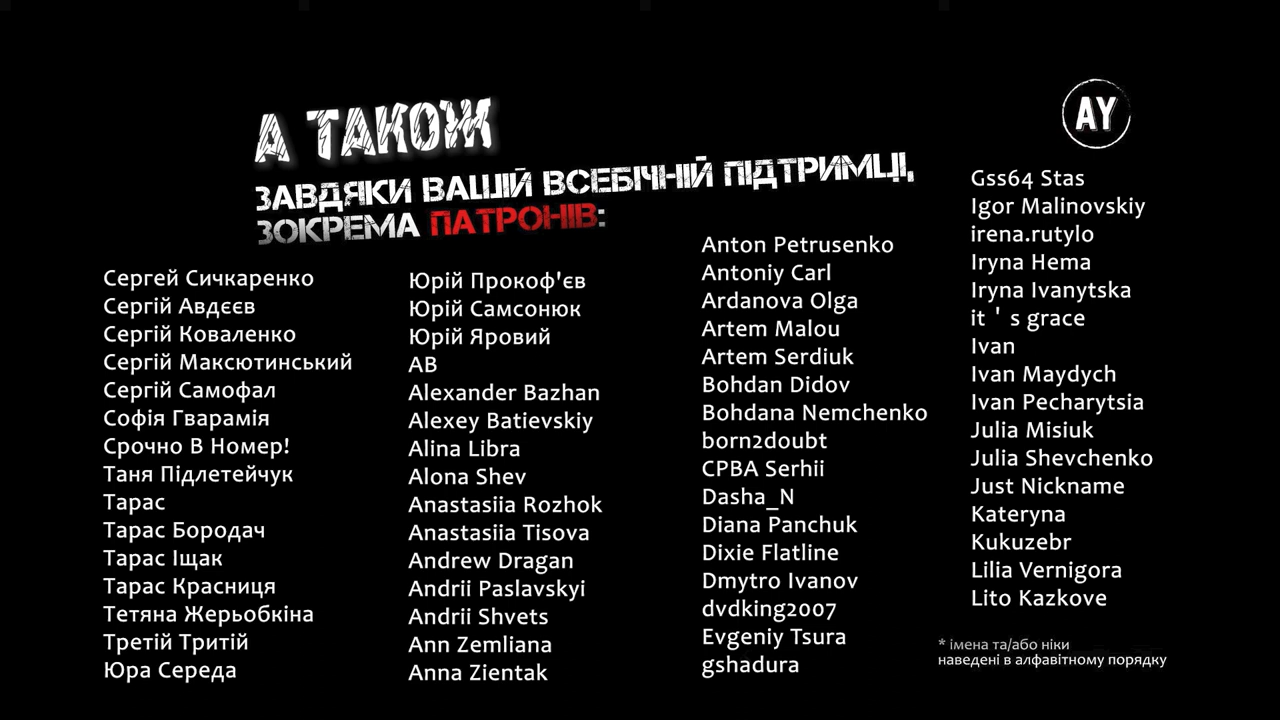 А ТАКОЖ
ЗАВДЯКИ ВАШІЙ ВСЕБІЧНІЙ ПІДТРИМЦІ,
ЗОКРЕМА ПАТРОНІВ:
Сергей Сичкаренко
Сергій Авдєєв
Сергій Коваленко
Сергій Максютинський
Сергій Самофал
Софія Гварамія
Срочно В Номер!
Таня Підлетейчук
Тарас
Тарас Бородач
Тарас Іщак
Тарас Красниця
Тетяна Жерьобкіна
Третій Тритій
Юра Середа
Юрій Прокоф'єв
Юрій Самсонюк
Юрій Яровий
AB
Alexander Bazhan
Alexey Batievskiy
Alina Libra
Alona Shev
Anastasiia Rozhok
Anastasiia Tisova
Andrew Dragan
Andrii Paslavskyi
Andrii Shvets
Ann Zemliana
Anna Zientak
Anton Petrusenko
Antoniy Carl
Ardanova Olga
Artem Malou
Artem Serdiuk
Bohdan Didov
Bohdana Nemchenko
born2doubt
CPBA Serhii
Dasha_N
Diana Panchuk
Dixie Flatline
Dmytro Ivanov
dvdking2007
Evgeniy Tsura
gshadura
AY
Gss64 Stas
Igor Malinovskiy
irena.rutylo
Iryna Hema
Iryna Ivanytska
it ' s grace
Ivan
Ivan Maydych
Ivan Pecharytsia
Julia Misiuk
Julia Shevchenko
Just Nickname
Kateryna
Kukuzebr
Lilia Vernigora
Lito Kazkove
* імена та/або ніки
наведені в алфавітному порядку